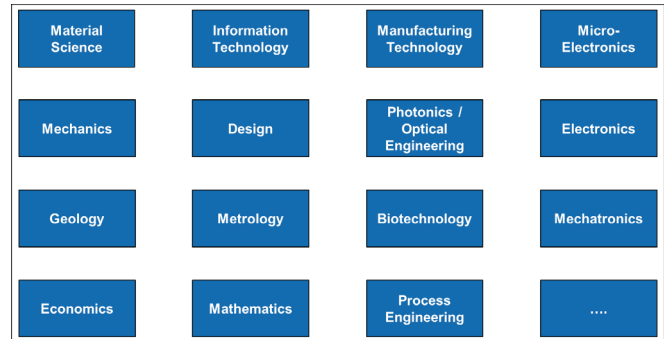 Material
Science
Information
Technology
Manufacturing
Technology
Micro-
Electronics
Mechanics
Design
Photonics /
Optical
Engineering
Electronics
Geology
Metrology
Biotechnology
Mechatronics
Economics
Mathematics
Process
Engineering
....